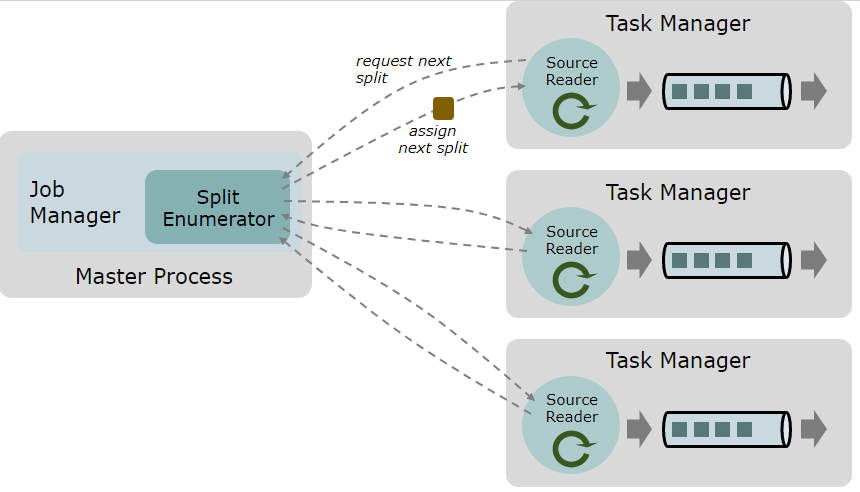 Task Manager
request next
split
Source
Reader
assign
next split
Job
Manager
Split
Enumerator
Master Process
Task Manager
Source
Reader
Task Manager
Source
Reader